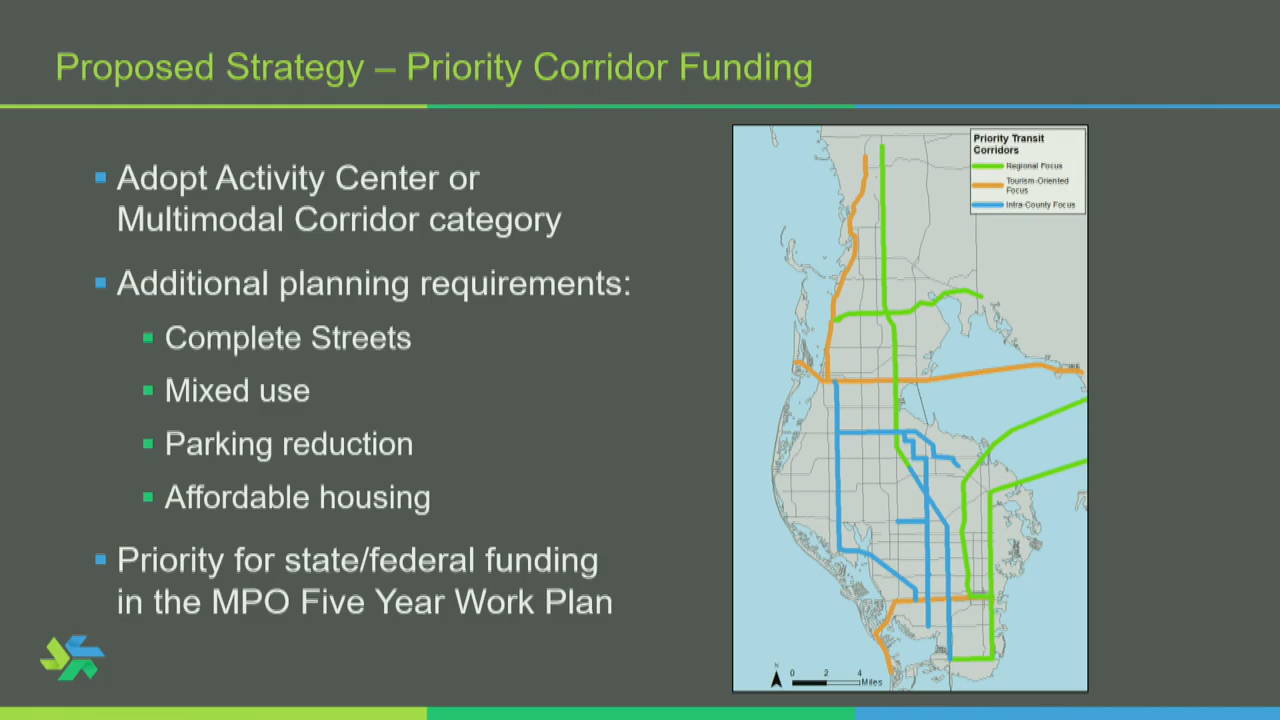 Proposed Strategy – Priority Corridor Funding
Adopt Activity Center or
Multimodal Corridor category
Additional planning requirements:
Complete Streets
Mixed use
Parking reduction
Affordable housing
Priority for state/federal funding
in the MPO Five Year Work Plan
Priority Transit
Corridors
Regional Focus
Tourism-Oriented
Focus
Intra-County Focus
N
0 2 4
Miles